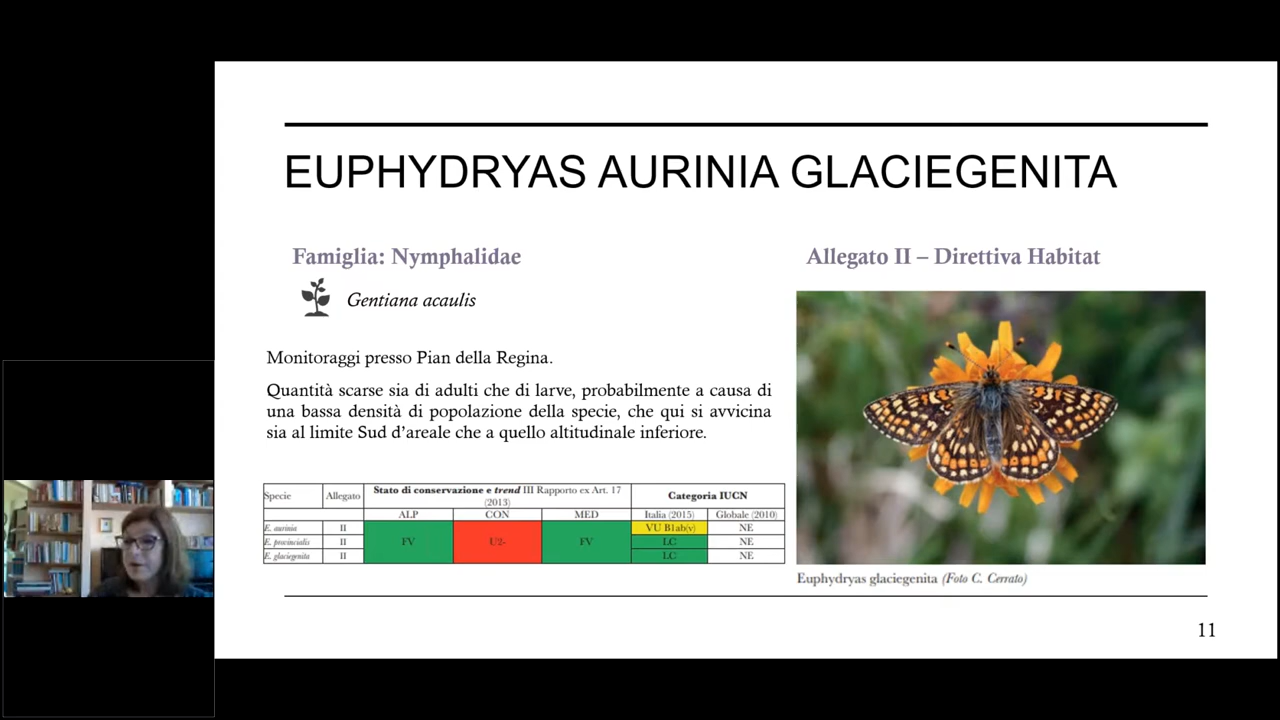 EUPHYDRYAS AURINIA GLACIEGENITA
Famiglia: Nymphalidae
Allegato II – Direttiva Habitat
Gentiana acaulis
Monitoraggi presso Pian della Regina.
Quantità scarse sia di adulti che di larve, probabilmente a causa di
una bassa densità di popolazione della specie, che qui si avvicina
sia al limite Sud d’areale che a quello altitudinale inferiore.
Specie Allegato Stato di conservazione e trend III Rapporto ex Art. 17 (2013) Categoria IUCN
ALP CON MED Italia (2015) Globale (2010)
E. aurinia II VU B1ab(v) NE
E. provincialis II FV U2- FV LC NE
E. glaciegenita II LC NE
Euphydryas glaciegenita (Foto C. Cerrato)
11